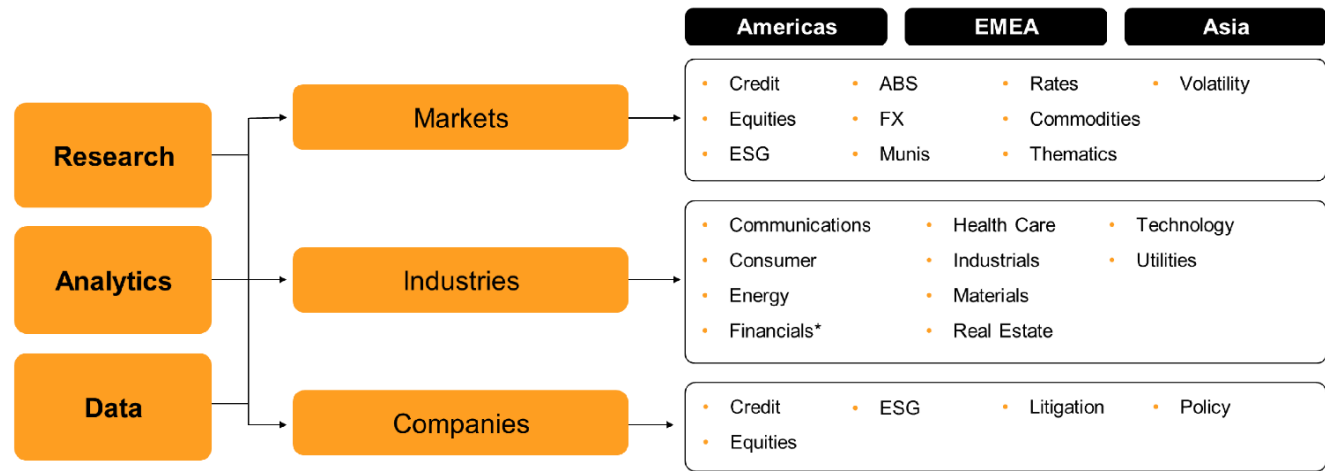 Americas EMEA Asia
Research
Analytics
Data
Markets
Industries
Companies
• Credit • ABS • Rates • Volatility
• Equities • FX • Commodities
• ESG • Munis • Thematics
• Communications • Health Care • Technology
• Consumer • Industrials • Utilities
• Energy • Materials
• Financials* • Real Estate
• Credit • ESG • Litigation • Policy
• Equities